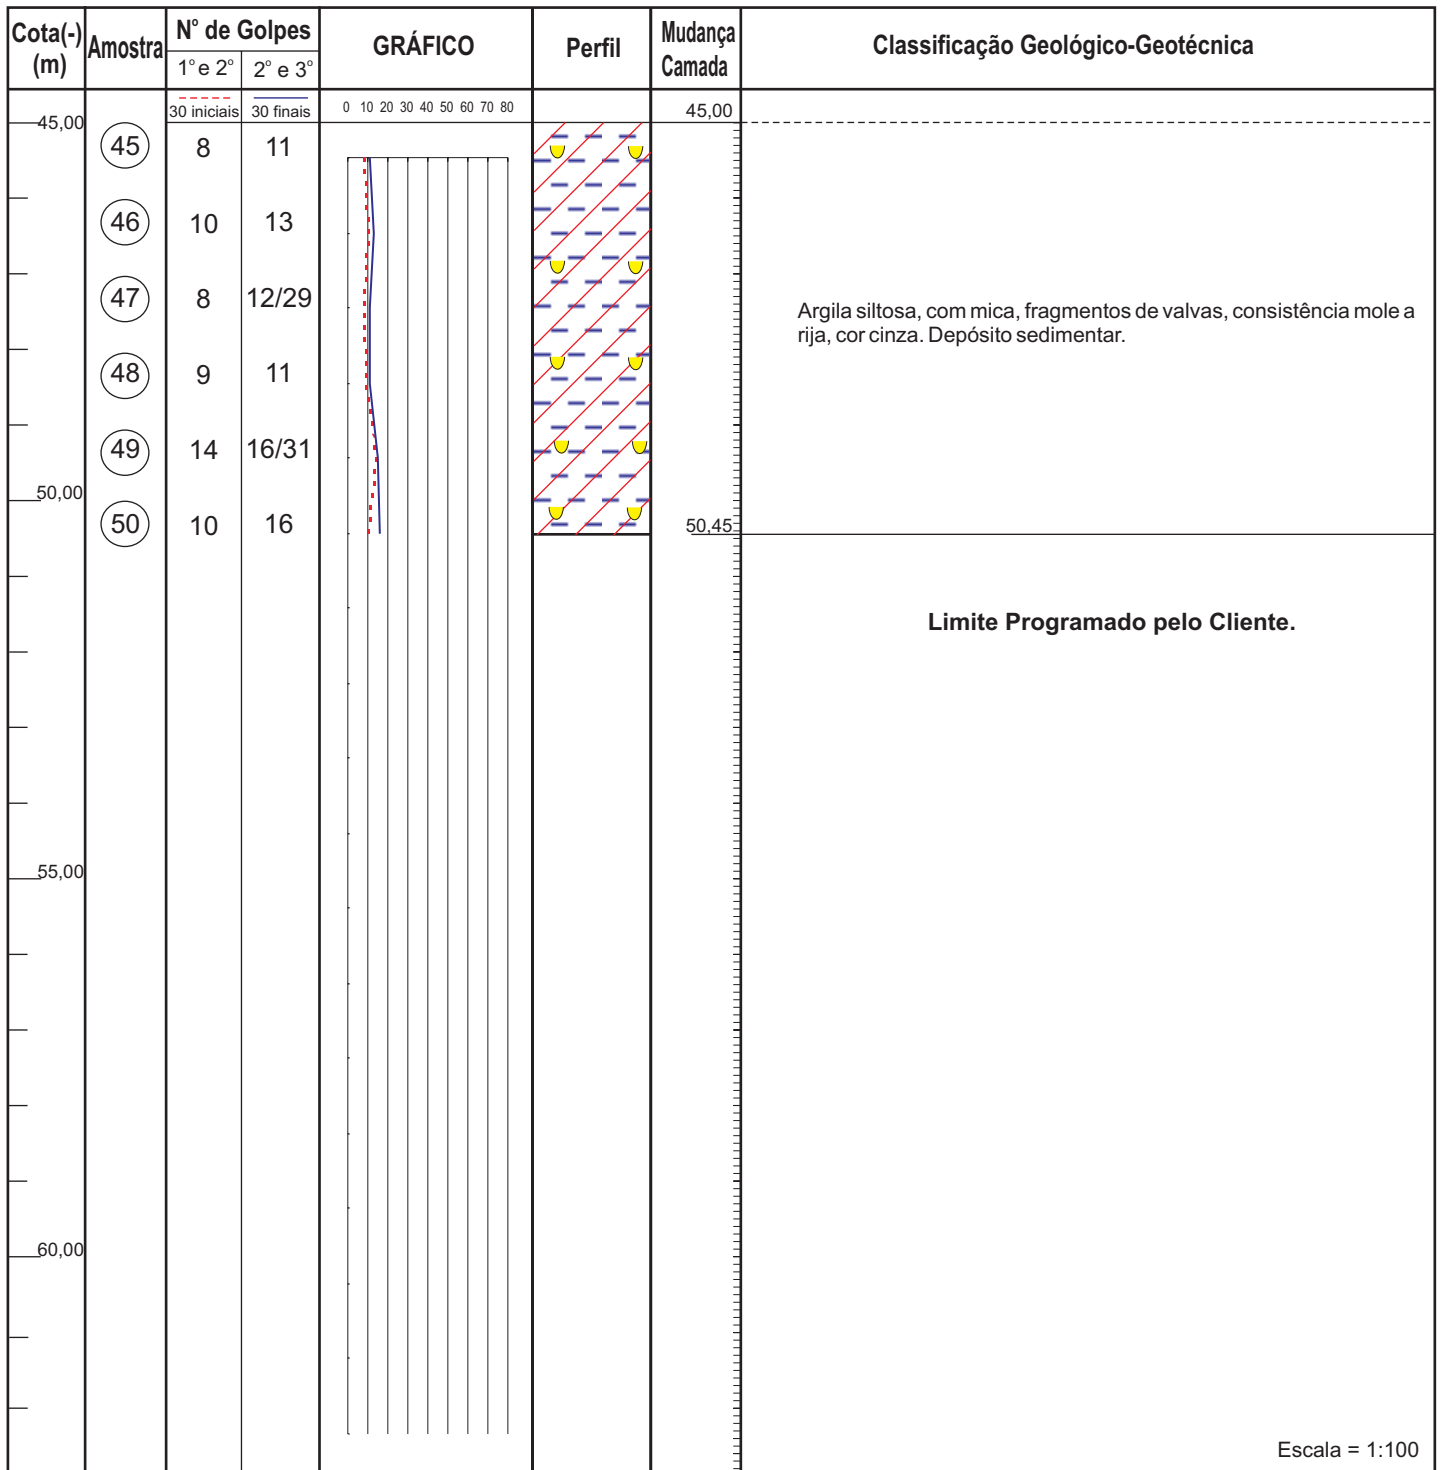 Cota(-)
(m)
Amostra
N° de Golpes
1° e 2°
2° e 3°
GRÁFICO
Perfil
Mudança
Camada
Classificação Geológico-Geotécnica
30 iniciais
30 finais
0 10 20 30 40 50 60 70 80
45,00
45,00
45 8 11
46 10 13
47 8 12/29
Argila siltosa, com mica, fragmentos de valvas, consistência mole a
rija, cor cinza. Depósito sedimentar.
48 9 11
49 14 16/31
50,00
50 10 16
50,45
Limite Programado pelo Cliente.
55,00
60,00
Escala = 1:100